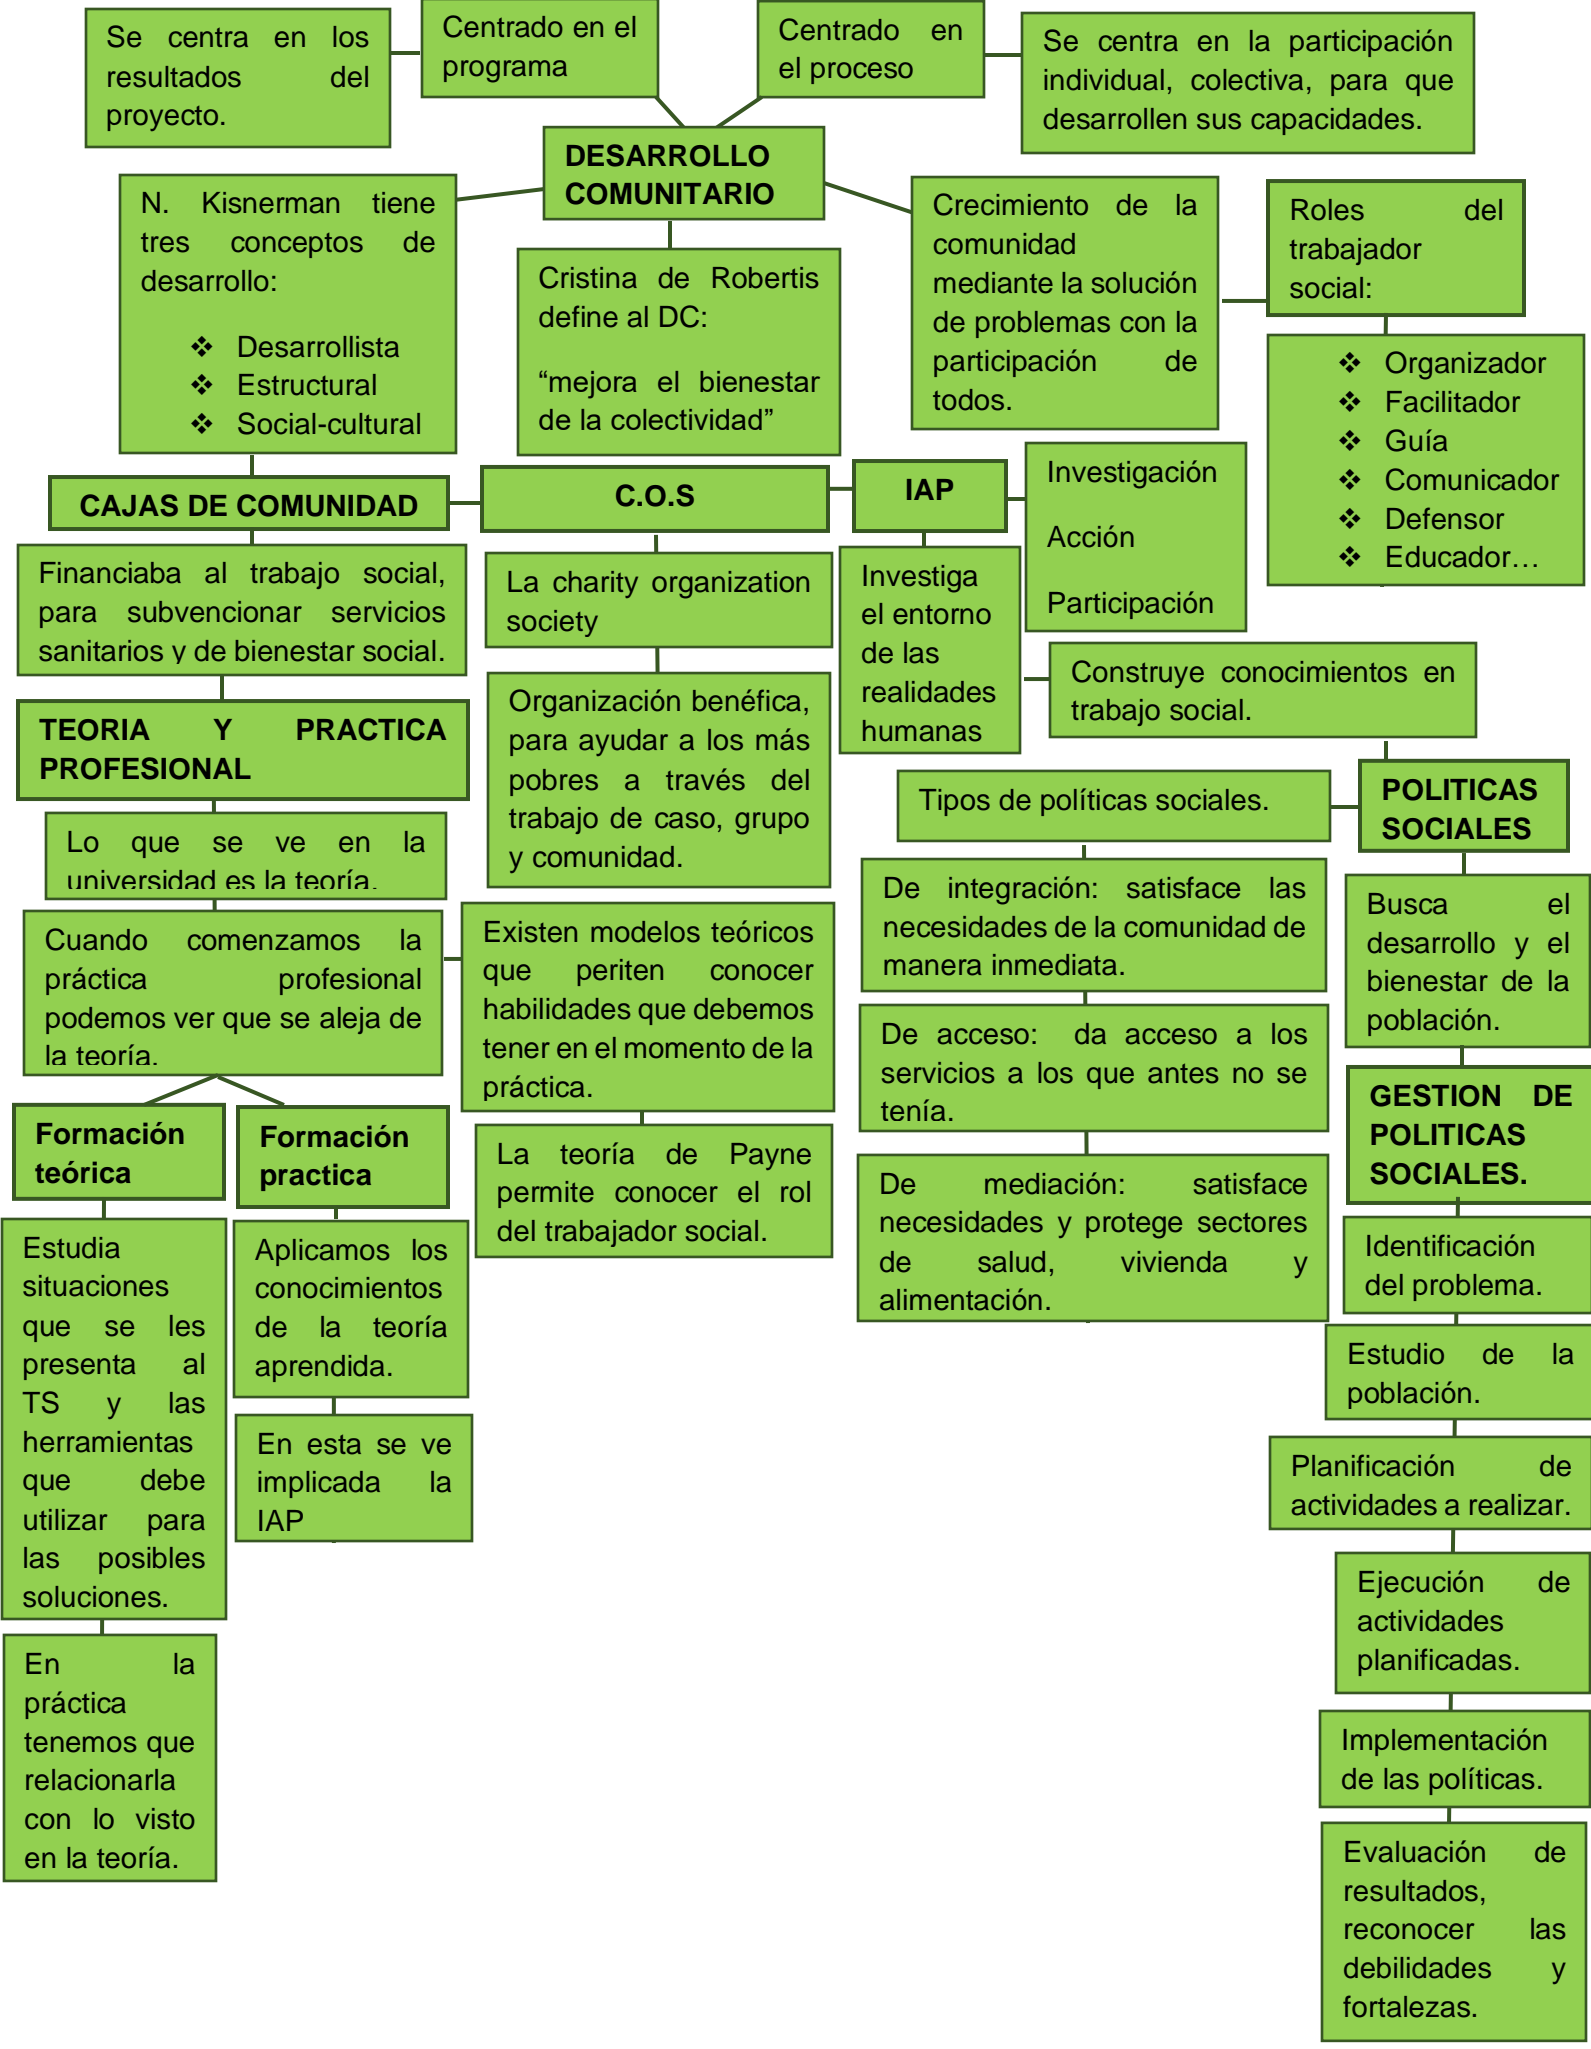 Se centra en los
resultados del
proyecto.
Centrado en el
programa
Centrado en
el proceso
Se centra en la participación
individual, colectiva, para que
desarrollen sus capacidades.
DESARROLLO
COMUNITARIO
N. Kisnerman tiene
tres conceptos de
desarrollo:
❖ Desarrollista
❖ Estructural
❖ Social-cultural
Cristina de Robertis
define al DC:
“mejora el bienestar
de la colectividad”
Crecimiento de la
comunidad
mediante la solución
de problemas con la
participación de
todos.
Roles del
trabajador
social:
❖ Organizador
❖ Facilitador
❖ Guía
❖ Comunicador
❖ Defensor
❖ Educador…
CAJAS DE COMUNIDAD
C.O.S
IAP
Investigación
Acción
Participación
Financiaba al trabajo social,
para subvencionar servicios
sanitarios y de bienestar social.
La charity organization
society
Investiga
el entorno
de las
realidades
humanas
Construye conocimientos en
trabajo social.
TEORIA Y PRACTICA
PROFESIONAL
Organización benéfica,
para ayudar a los más
pobres a través del
trabajo de caso, grupo
y comunidad.
Tipos de políticas sociales.
POLITICAS
SOCIALES
Lo que se ve en la
universidad es la teoría.
De integración: satisface las
necesidades de la comunidad de
manera inmediata.
Busca el
desarrollo y el
bienestar de la
población.
Cuando comenzamos la
práctica profesional
podemos ver que se aleja de
la teoría.
Existen modelos teóricos
que periten conocer
habilidades que debemos
tener en el momento de la
práctica.
De acceso: da acceso a los
servicios a los que antes no se
tenía.
GESTION DE
POLITICAS
SOCIALES.
Formación
teórica
Formación
practica
La teoría de Payne
permite conocer el rol
del trabajador social.
De mediación: satisface
necesidades y protege sectores
de salud, vivienda y
alimentación.
Identificación
del problema.
Estudia
situaciones
que se les
presenta al
TS y las
herramientas
que debe
utilizar para
las posibles
soluciones.
Aplicamos los
conocimientos
de la teoría
aprendida.
Estudio de la
población.
En esta se ve
implicada la
IAP
Planificación de
actividades a realizar.
Ejecución de
actividades
planificadas.
En la
práctica
tenemos que
relacionarla
con lo visto
en la teoría.
Implementación
de las políticas.
Evaluación de
resultados,
reconocer las
debilidades y
fortalezas.